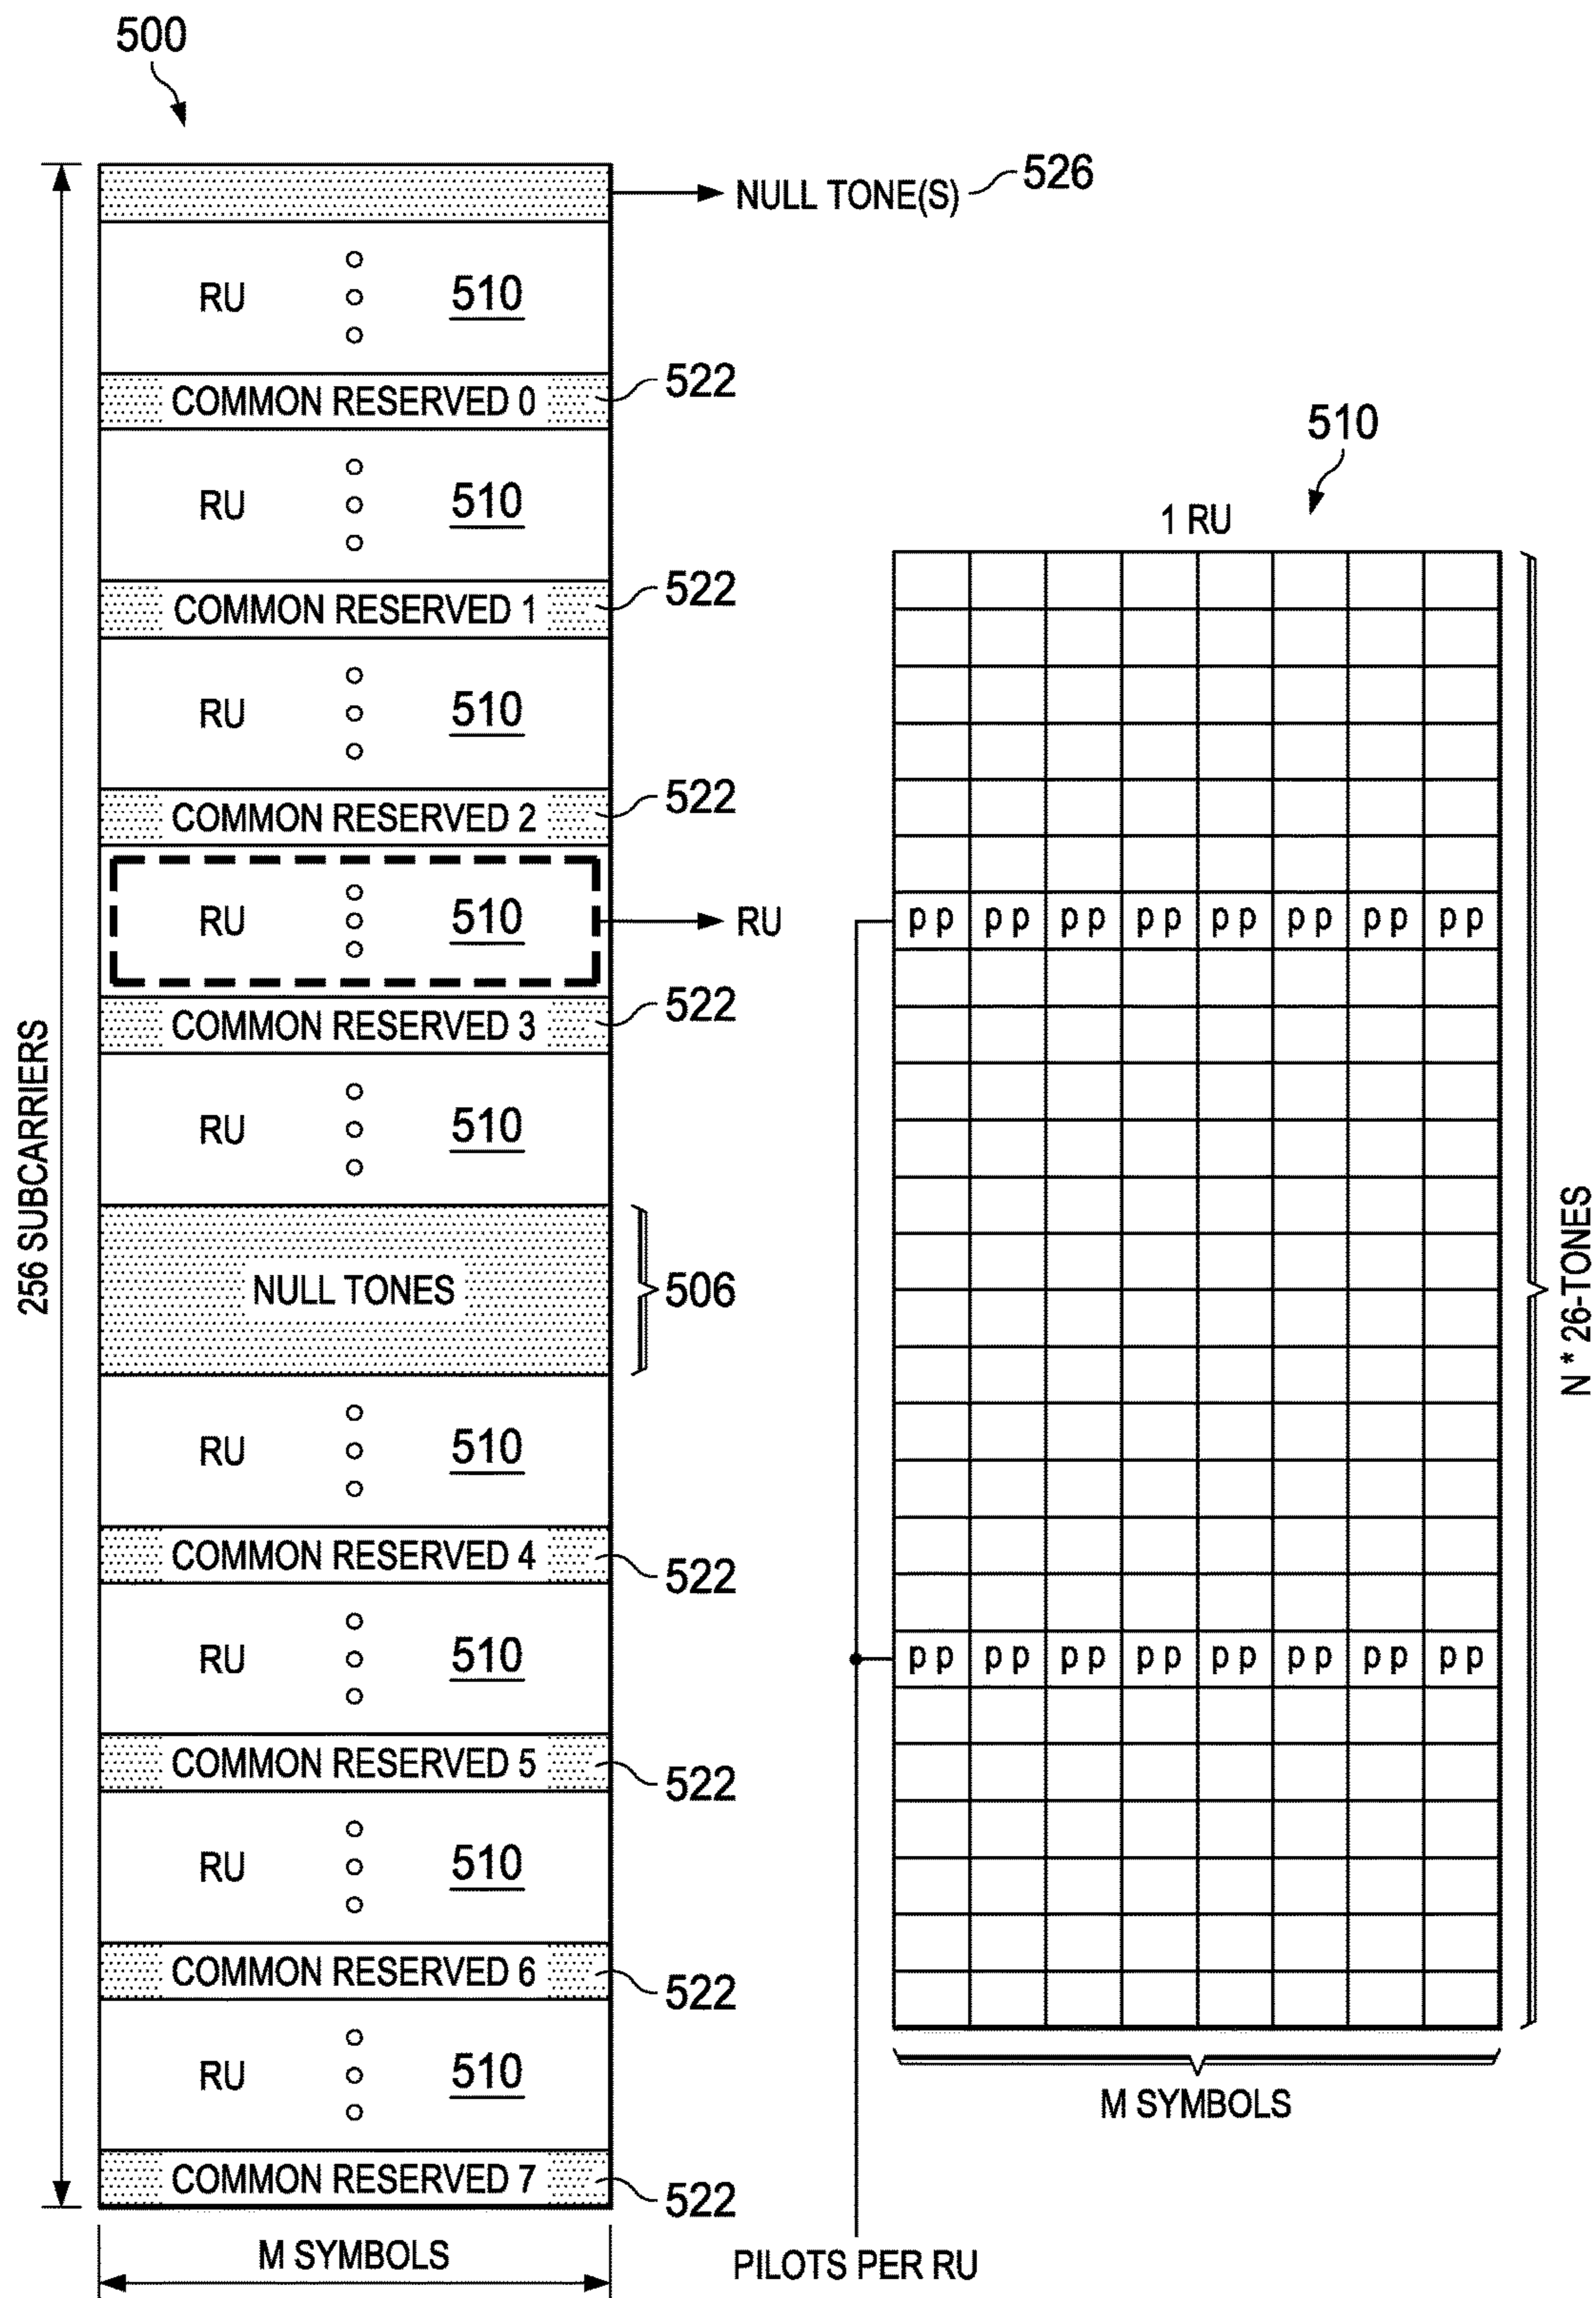 500
NULL TONE(S) 526
RU 510
COMMON RESERVED 0 522
RU 510
COMMON RESERVED 1 522
RU 510
COMMON RESERVED 2 522
RU 510 RU
COMMON RESERVED 3 522
RU 510
NULL TONES 506
RU 510
COMMON RESERVED 4 522
RU 510
COMMON RESERVED 5 522
RU 510
COMMON RESERVED 6 522
RU 510
COMMON RESERVED 7 522
256 SUBCARRIERS
M SYMBOLS
510
1 RU
p p p p p p p p p p p p p p p p
p p p p p p p p p p p p p p p p
N * 26-TONES
M SYMBOLS
PILOTS PER RU